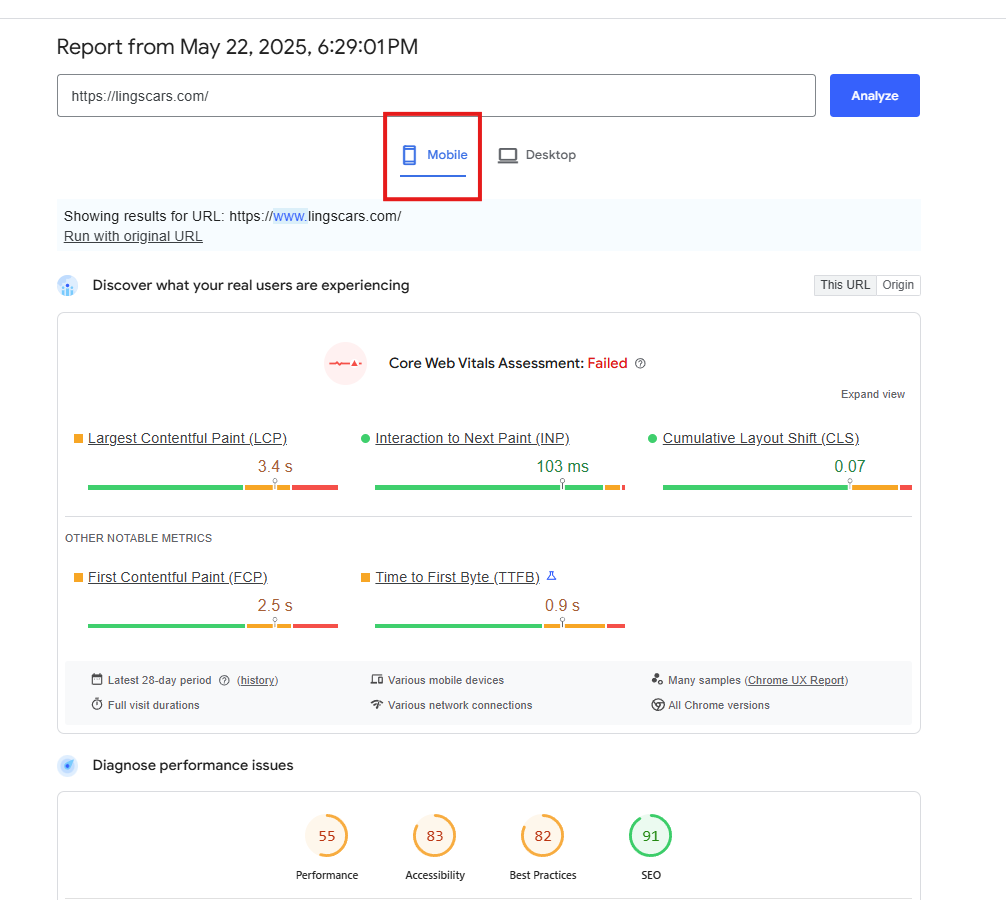 Report from May 22, 2025, 6:29:01 PM
https://lingscars.com/
Analyze
Mobile
Desktop
Showing results for URL: https://www.lingscars.com/
Run with original URL
Discover what your real users are experiencing
This URL
Origin
Core Web Vitals Assessment: Failed
Expand view
Largest Contentful Paint (LCP)
3.4 s
Interaction to Next Paint (INP)
103 ms
Cumulative Layout Shift (CLS)
0.07
OTHER NOTABLE METRICS
First Contentful Paint (FCP)
2.5 s
Time to First Byte (TTFB)
0.9 s
Latest 28-day period (history)
Various mobile devices
Many samples (Chrome UX Report)
Full visit durations
Various network connections
All Chrome versions
Diagnose performance issues
55
Performance
83
Accessibility
82
Best Practices
91
SEO